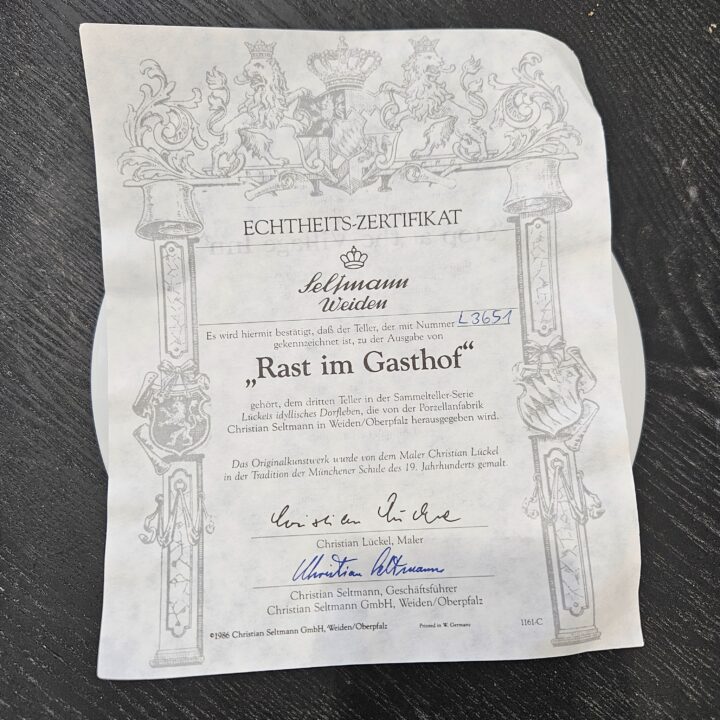 ECHTHEITS-ZERTIFIKAT
Seltmann
Weiden
Es wird hiermit bestätigt, daß der Teller, der mit Nummer L3651
gekennzeichnet ist, zu der Ausgabe von
„Rast im Gasthof“
gehört, dem dritten Teller in der Sammelteller-Serie
Lückels idyllisches Dorfleben, die von der Porzellanfabrik
Christian Seltmann in Weiden/Oberpfalz herausgegeben wird.
Das Originalkunstwerk wurde von dem Maler Christian Lückel
in der Tradition der Münchener Schule des 19. Jahrhunderts gemalt.
Christian Lückel
Christian Lückel, Maler
Christian Seltmann
Christian Seltmann, Geschäftsführer
Christian Seltmann GmbH, Weiden/Oberpfalz
©1986 Christian Seltmann GmbH, Weiden/Oberpfalz Printed in W. Germany 1161-C